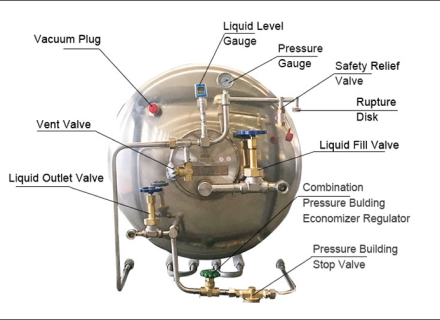 Liquid Level
Gauge
Vacuum Plug
Pressure
Gauge
Safety Relief
Valve
Rupture
Disk
Vent Valve
Liquid Fill Valve
Liquid Outlet Valve
Combination
Pressure Bulding
Economizer Regulator
Pressure Building
Stop Valve